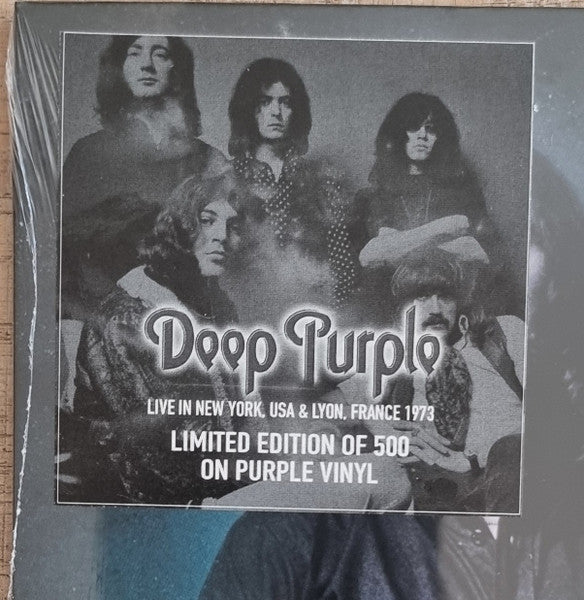 Deep Purple
LIVE IN NEW YORK, USA & LYON, FRANCE 1973
LIMITED EDITION OF 500
ON PURPLE VINYL